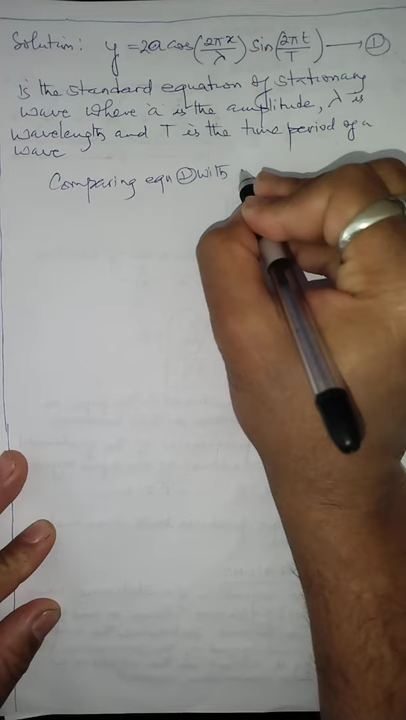 Solution: y = 2a cos(2πx/λ) sin(2πt/T) ⟶ ①
is the standard equation of stationary
wave where 'a' is the amplitude, λ is
wavelength and T is the time period of a
wave
Comparing eqn ① with